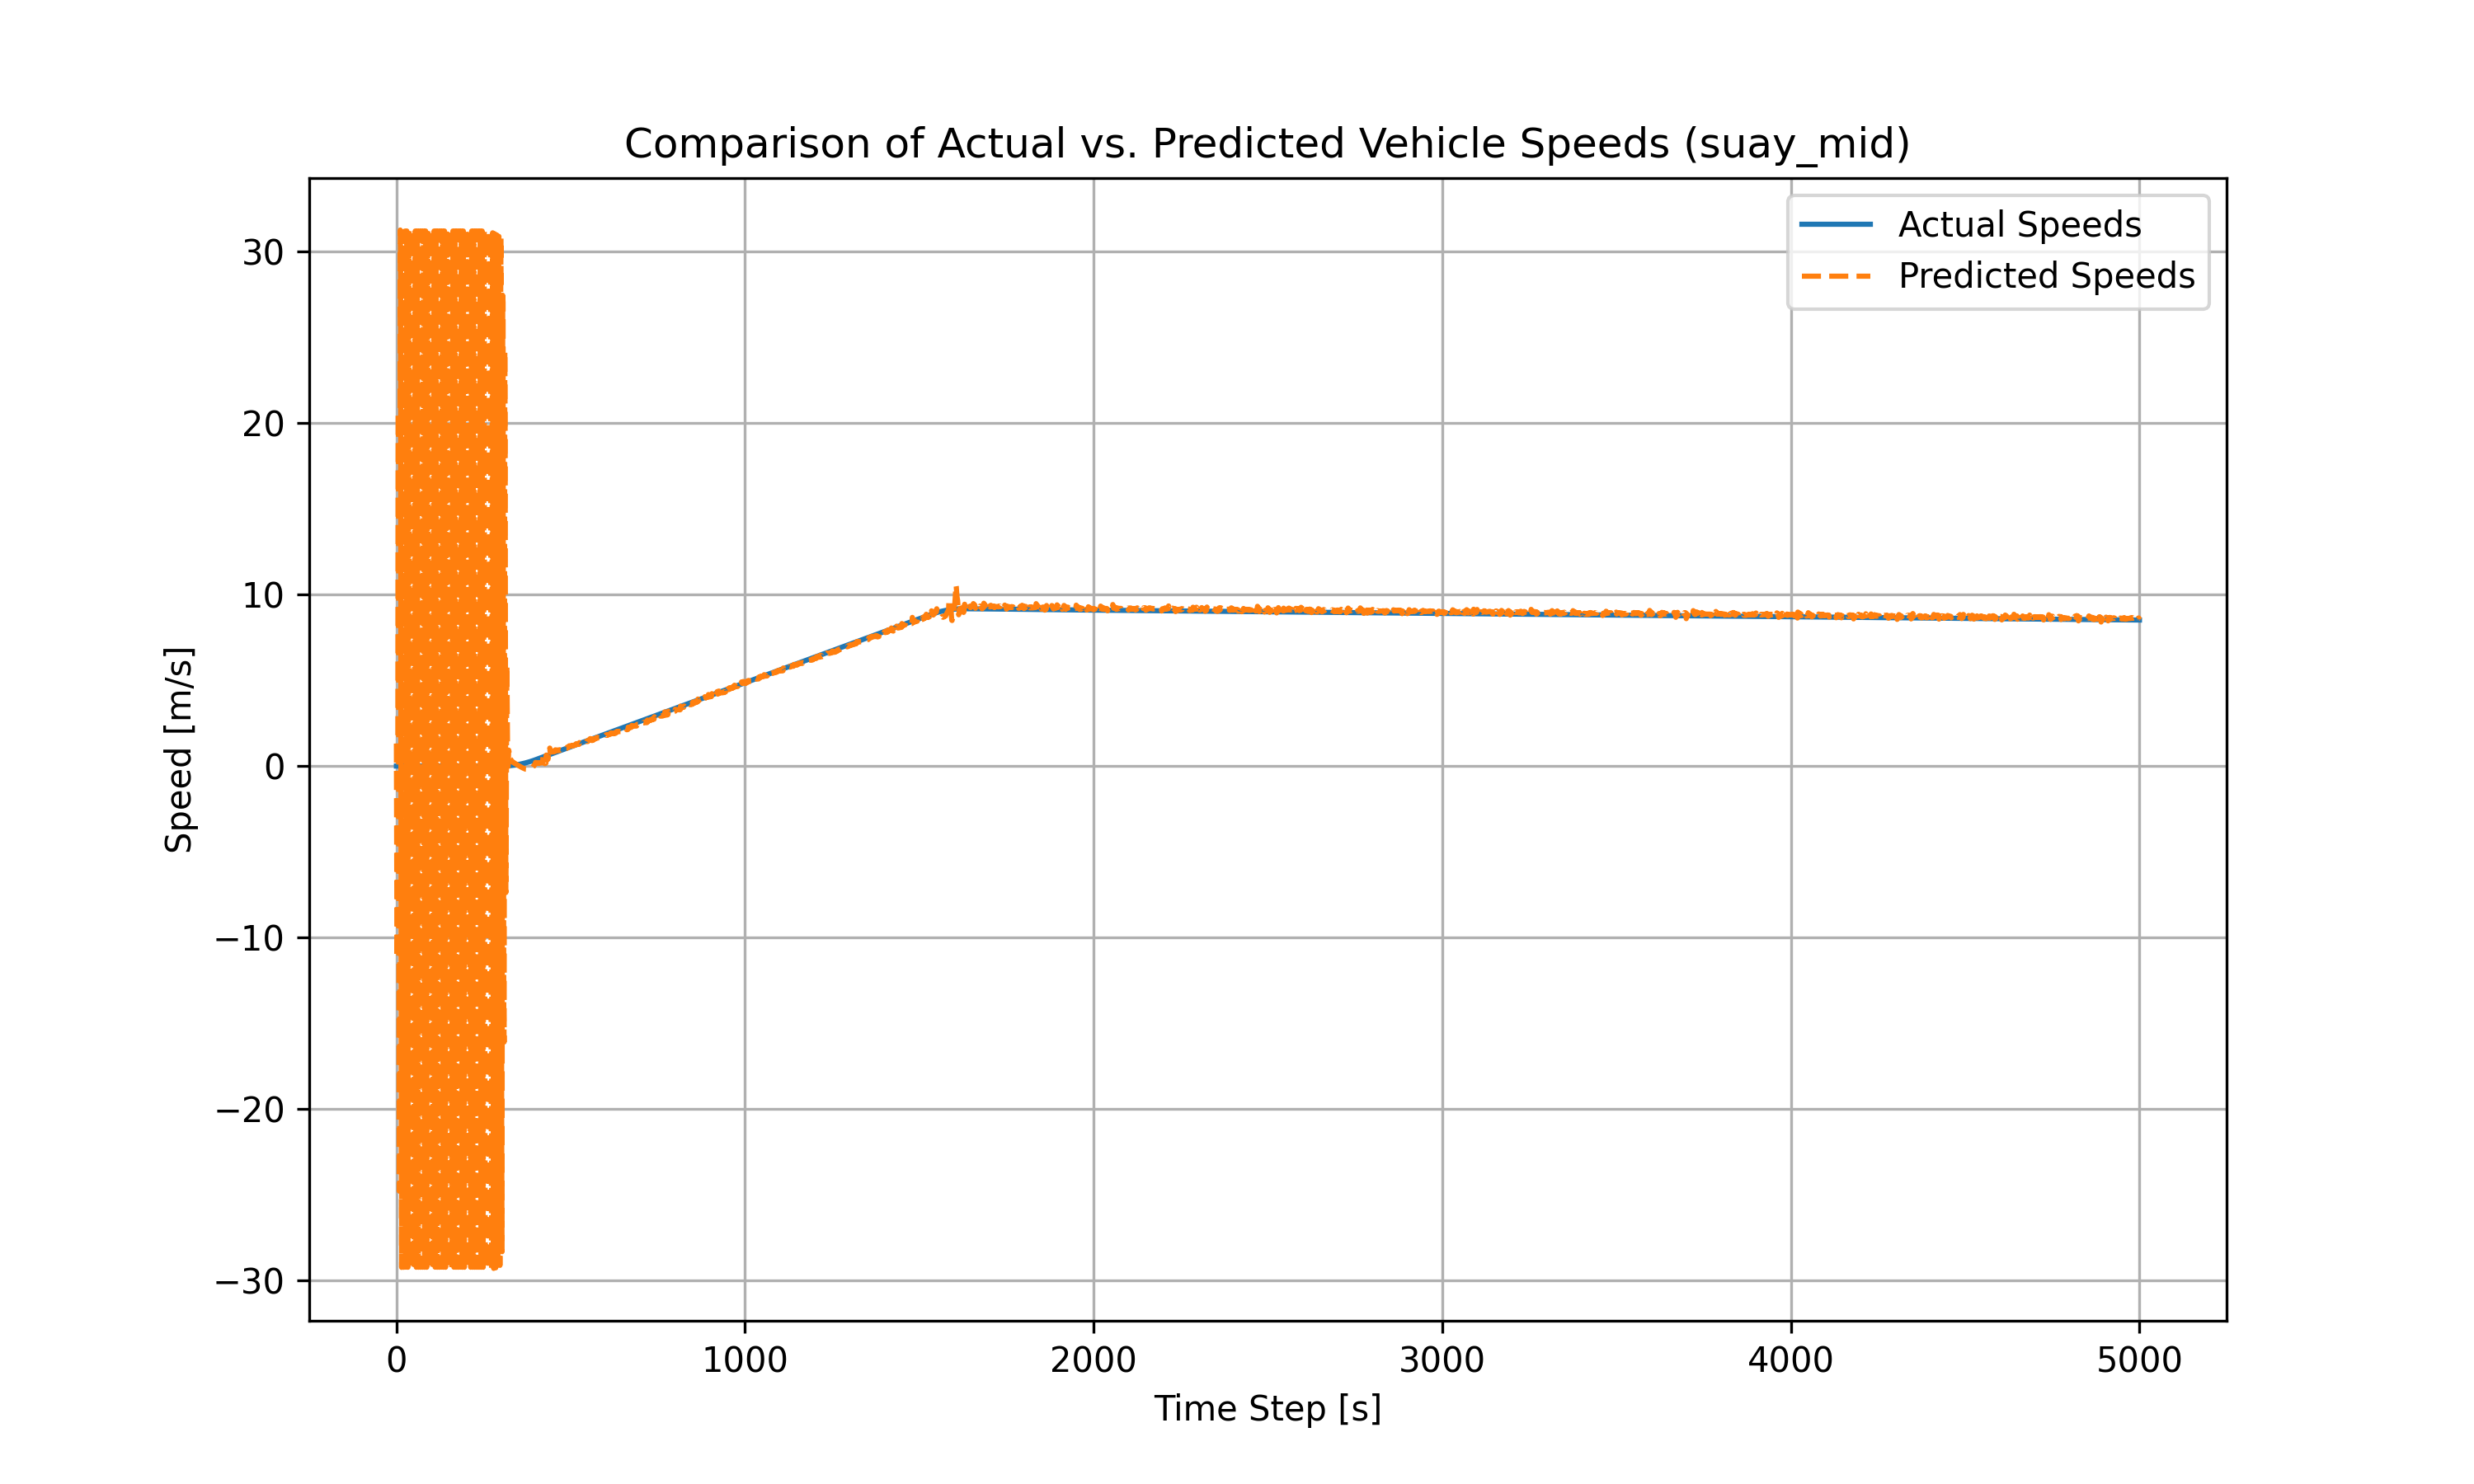 Comparison of Actual vs. Predicted Vehicle Speeds (suay_mid)
Actual Speeds
Predicted Speeds
Speed [m/s]
30
20
10
0
−10
−20
−30
0 1000 2000 3000 4000 5000
Time Step [s]